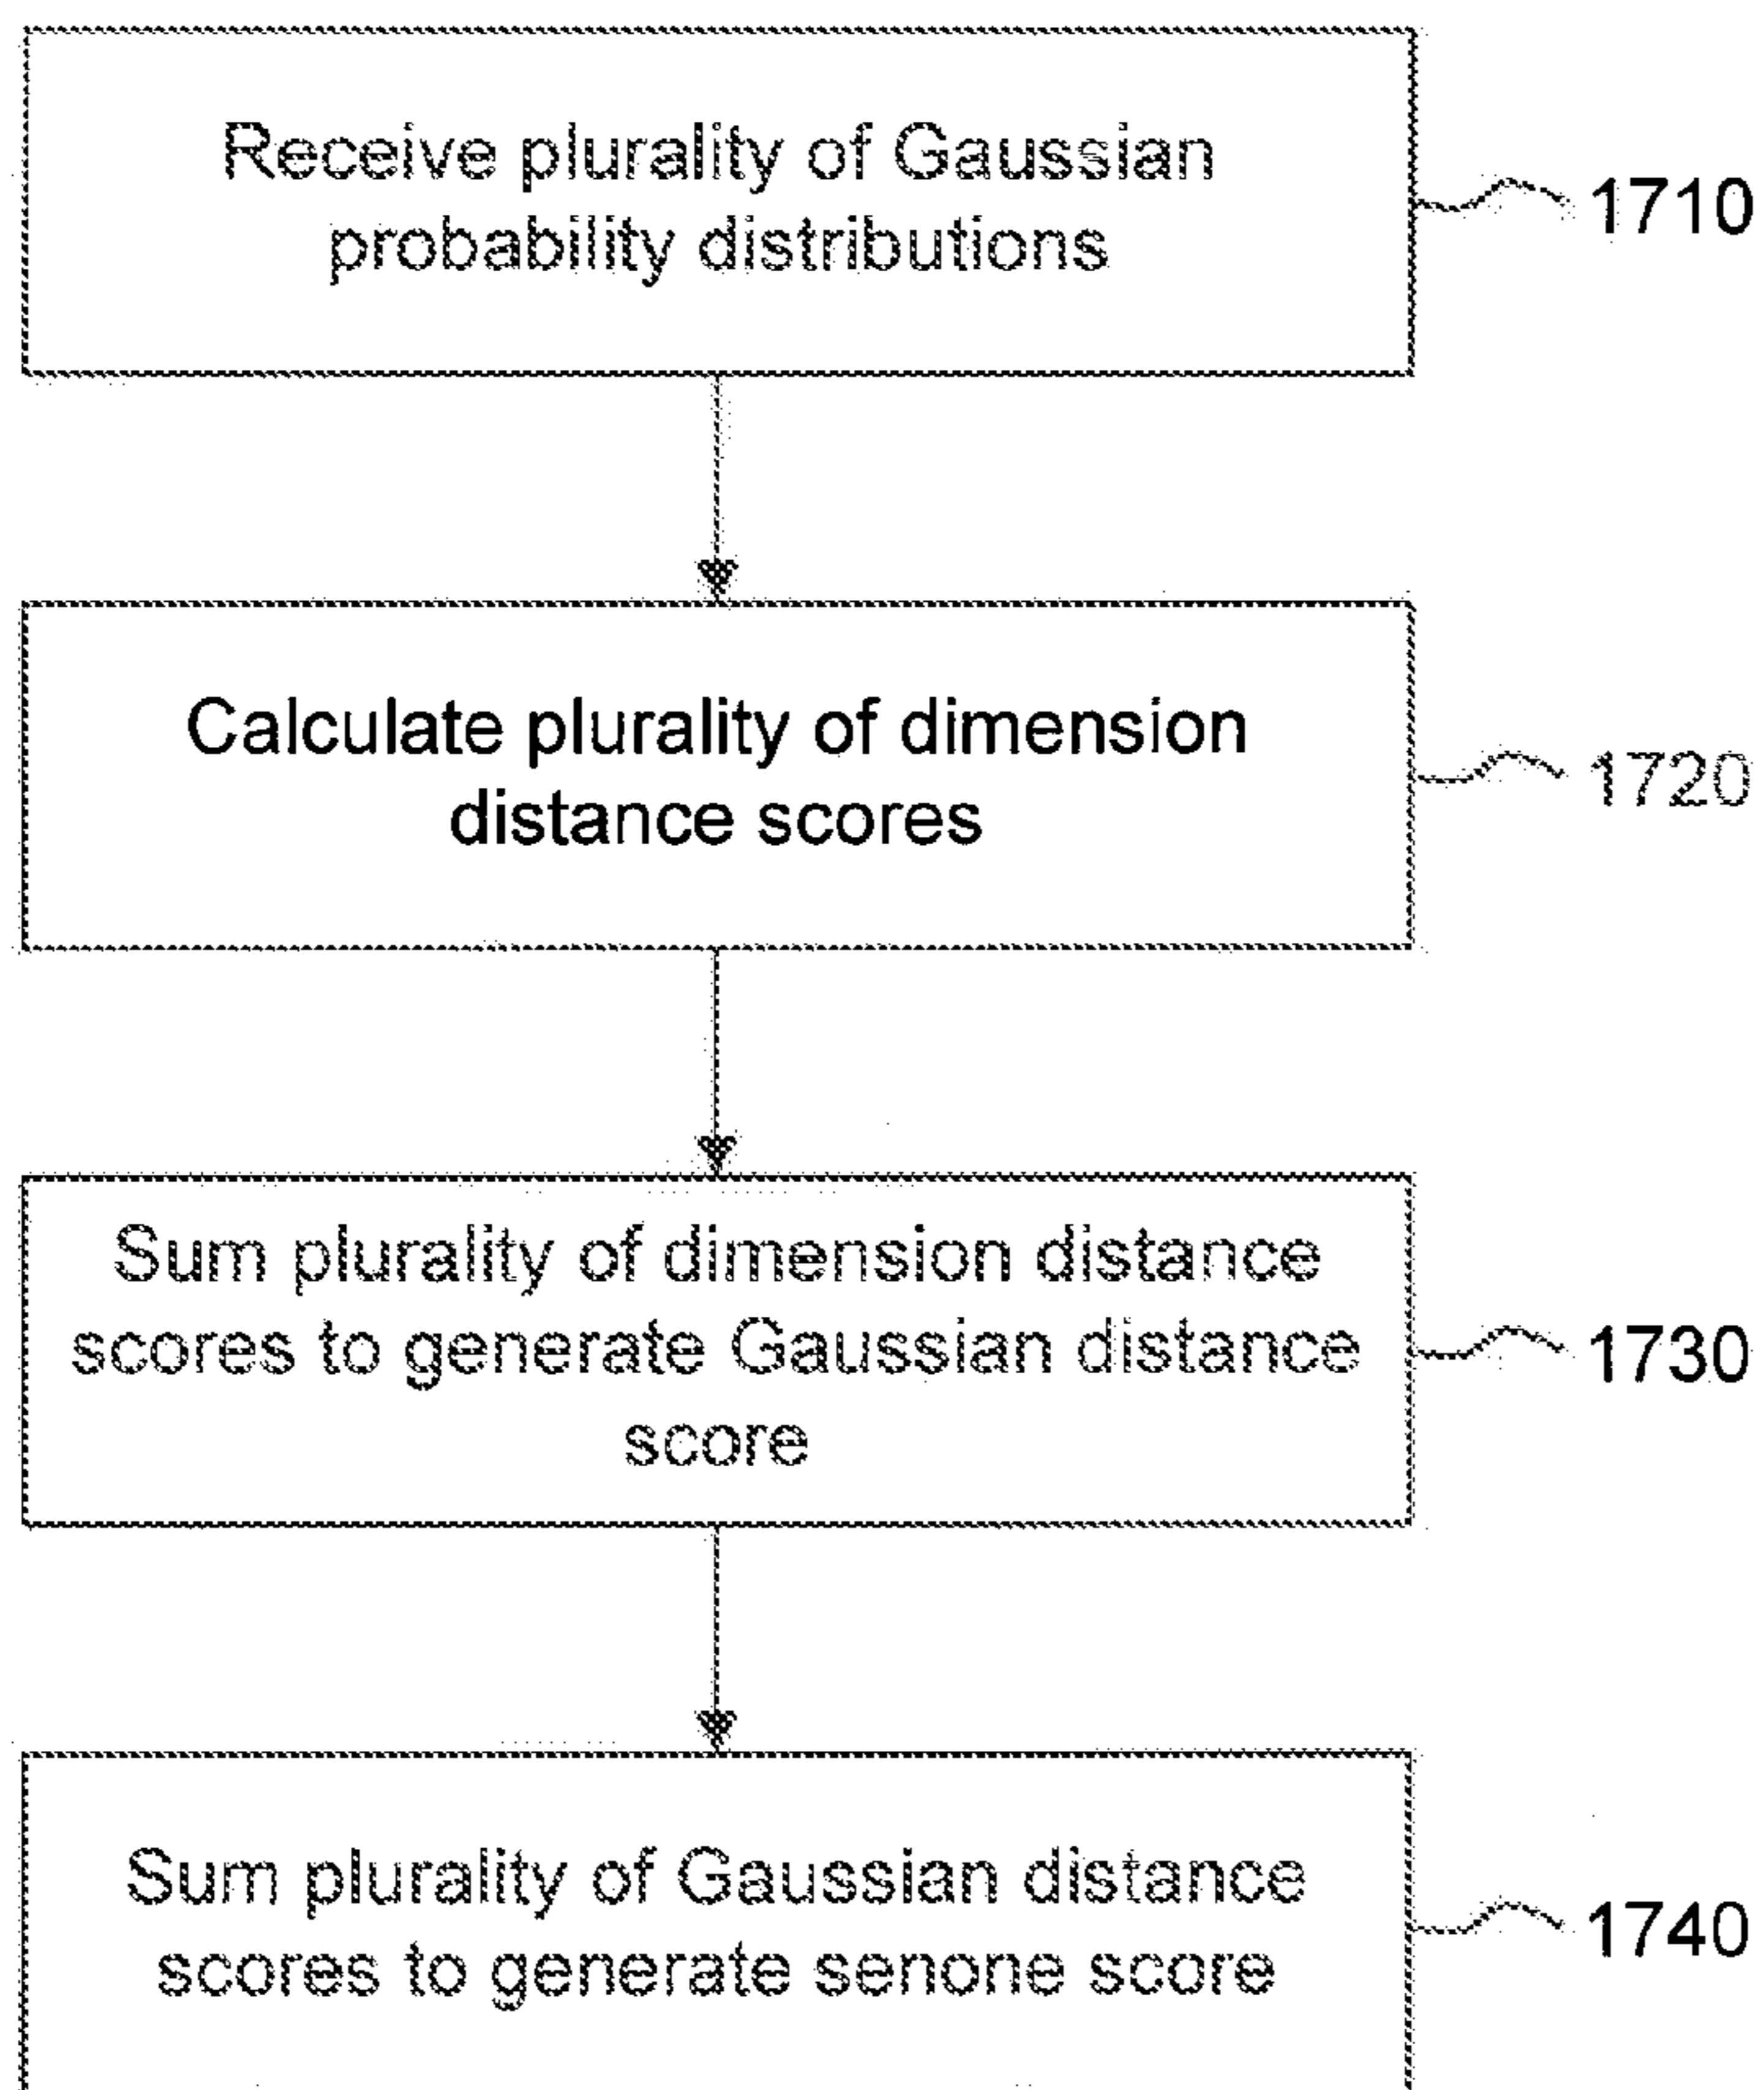 Receive plurality of Gaussian
probability distributions
1710
Calculate plurality of dimension
distance scores
1720
Sum plurality of dimension distance
scores to generate Gaussian distance
score
1730
Sum plurality of Gaussian distance
scores to generate senone score
1740